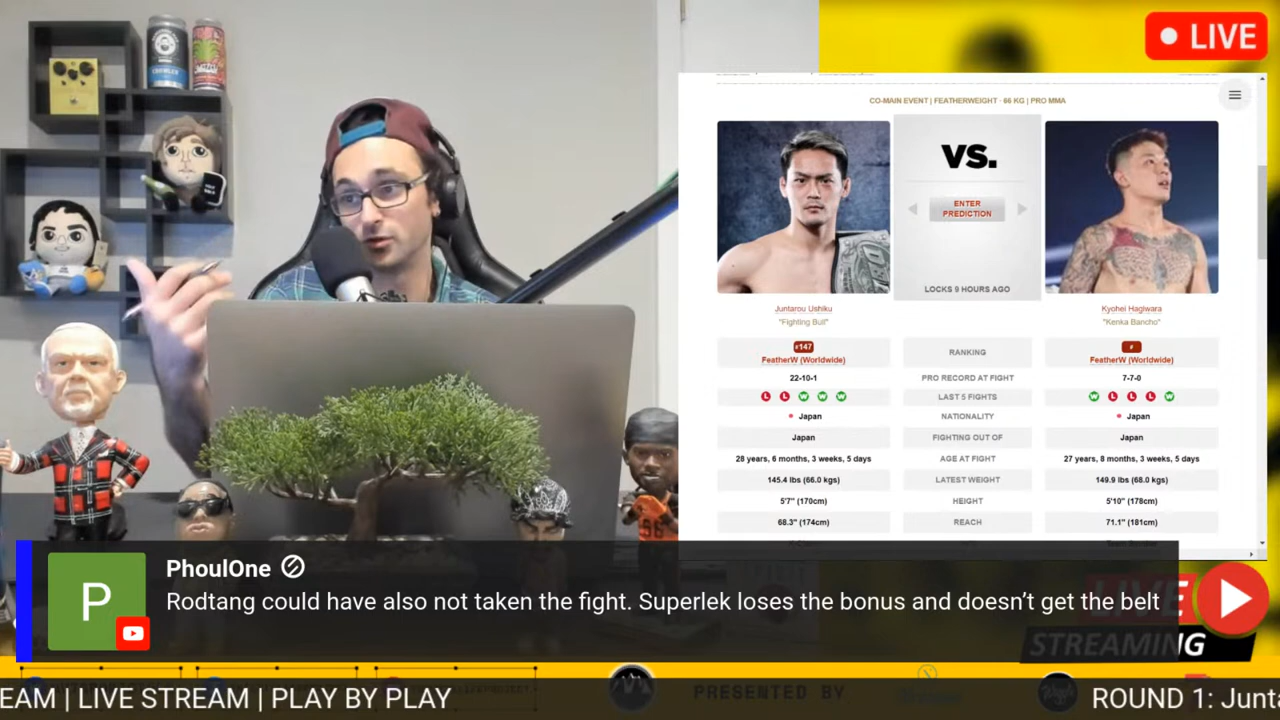 LIVE
CO-MAIN EVENT | FEATHERWEIGHT · 66 KG | PRO MMA
VS.
ENTER
PREDICTION
LOCKS 9 HOURS AGO
Juntarou Ushiku
"Fighting Bull"
Kyohei Hagiwara
"Kenka Bancho"
#147
FeatherW (Worldwide)
RANKING
#
FeatherW (Worldwide)
22-10-1
PRO RECORD AT FIGHT
7-7-0
L L W W W
LAST 5 FIGHTS
W L L L W
Japan
NATIONALITY
Japan
Japan
FIGHTING OUT OF
Japan
28 years, 6 months, 3 weeks, 5 days
AGE AT FIGHT
27 years, 8 months, 3 weeks, 5 days
145.4 lbs (66.0 kgs)
LATEST WEIGHT
149.9 lbs (68.0 kgs)
5'7" (170cm)
HEIGHT
5'10" (178cm)
68.3" (174cm)
REACH
71.1" (181cm)
P
PhoulOne
Rodtang could have also not taken the fight. Superlek loses the bonus and doesn't get the belt
LIVE
STREAMING
PRESENTED BY
EAM | LIVE STREAM | PLAY BY PLAY
ROUND 1: Junta